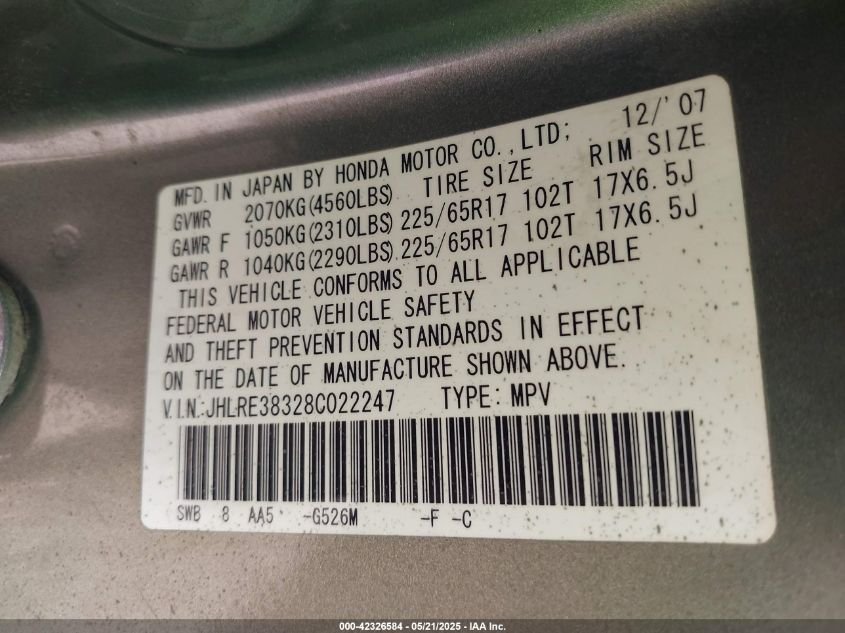 MFD. IN JAPAN BY HONDA MOTOR CO., LTD; 12/'07
GVWR 2070KG(4560LBS) TIRE SIZE RIM SIZE
GAWR F 1050KG(2310LBS) 225/65R17 102T 17X6.5J
GAWR R 1040KG(2290LBS) 225/65R17 102T 17X6.5J
THIS VEHICLE CONFORMS TO ALL APPLICABLE
FEDERAL MOTOR VEHICLE SAFETY
AND THEFT PREVENTION STANDARDS IN EFFECT
ON THE DATE OF MANUFACTURE SHOWN ABOVE.
V.I.N.:JHLRE38328C022247 TYPE: MPV
SWB 8 AA5 -G526M -F -C
000-42326584 - 05/21/2025 - IAA Inc.